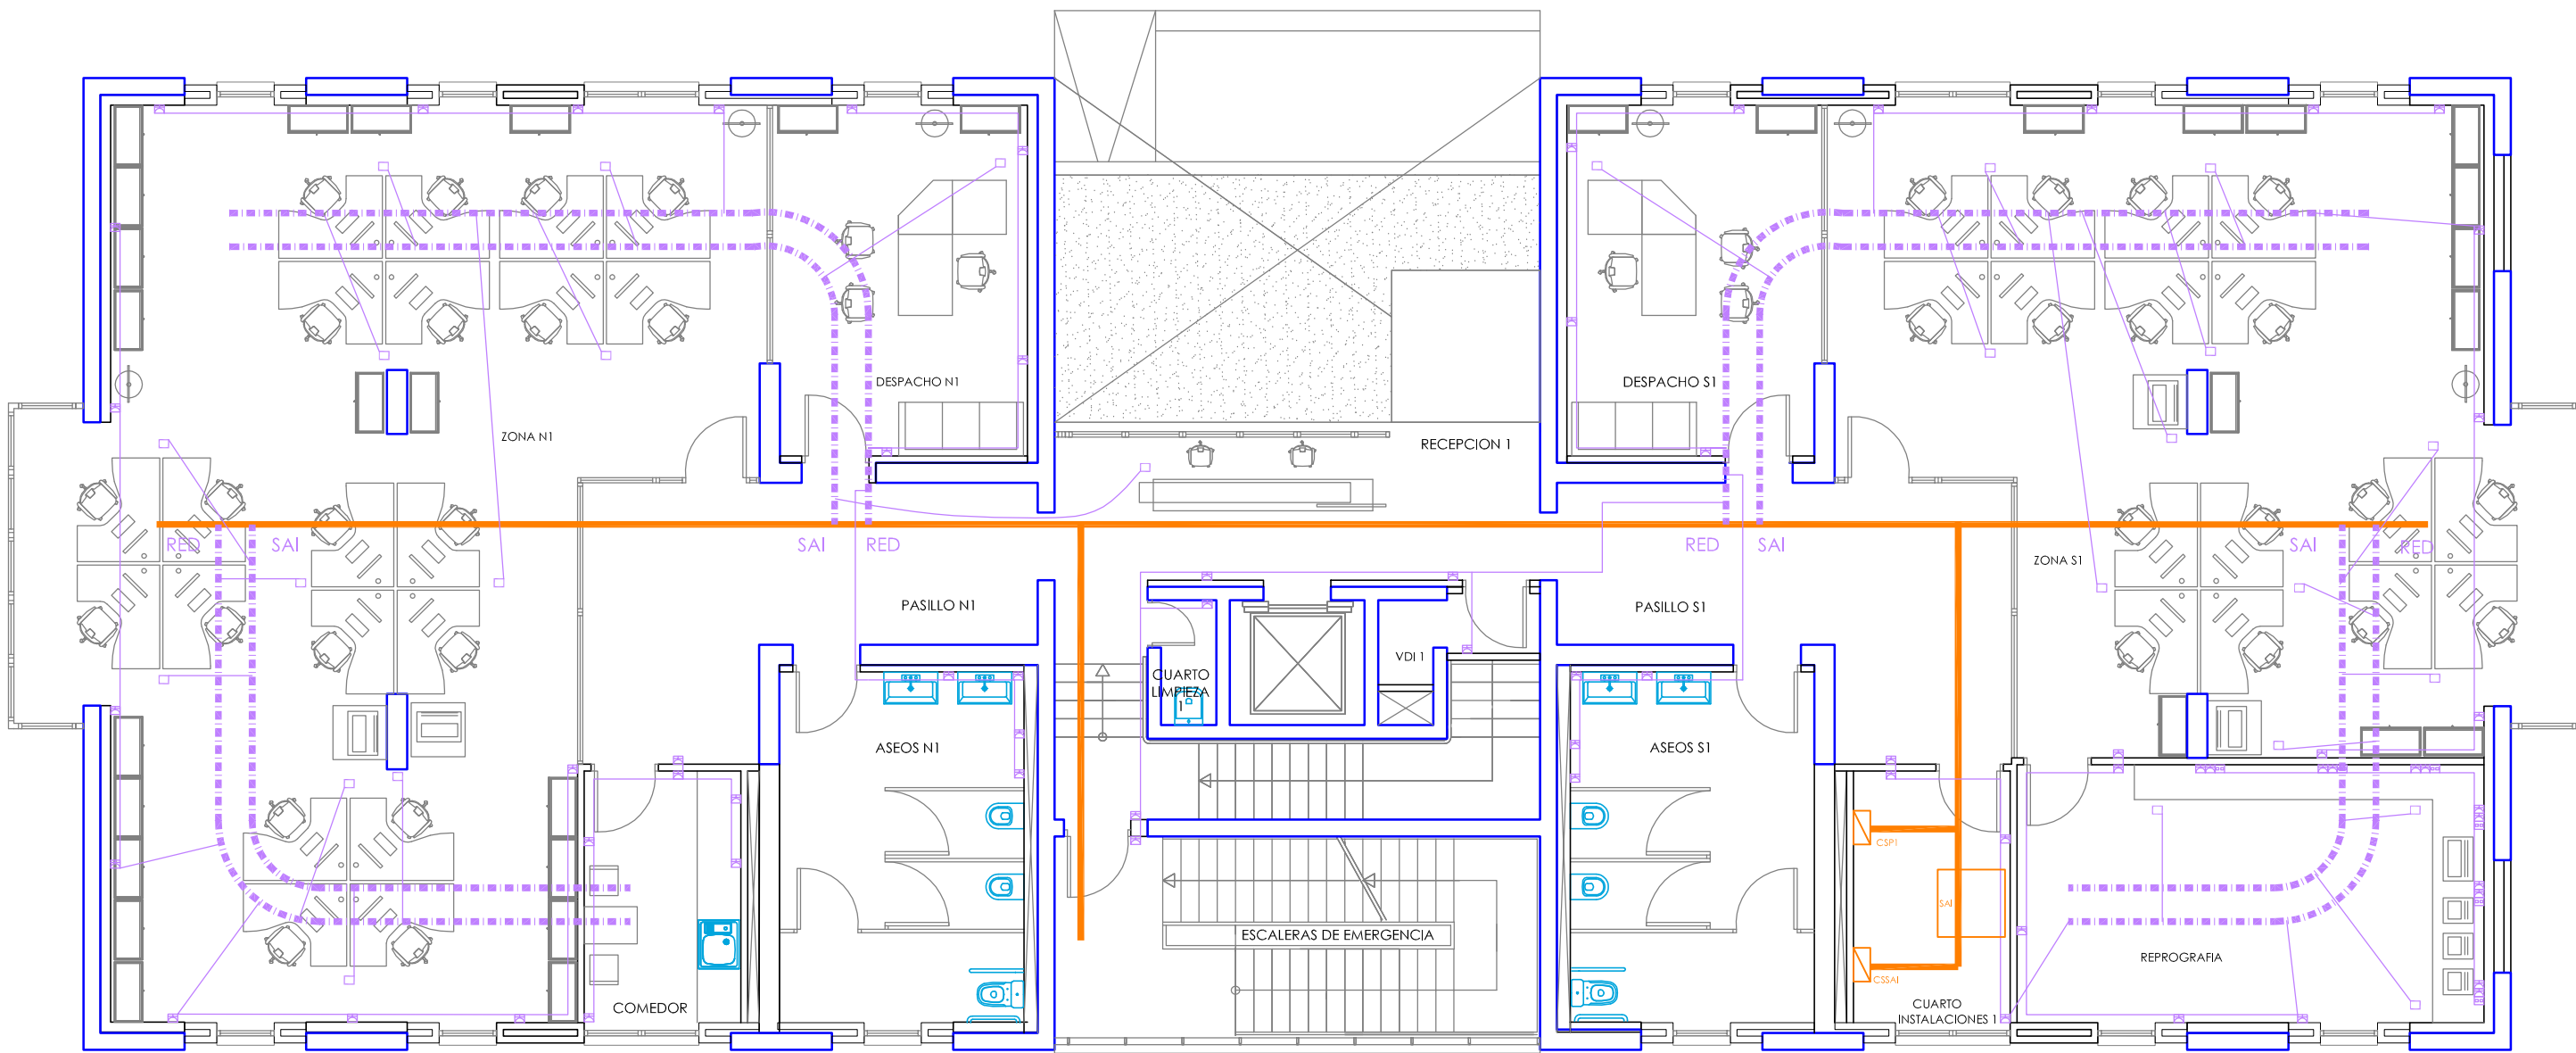 DESPACHO N1
DESPACHO S1
ZONA N1
RECEPCION 1
RED
SAI
SAI
RED
RED
SAI
SAI
RED
ZONA S1
PASILLO N1
PASILLO S1
VDI 1
CUARTO
LIMPIEZA
1
ASEOS N1
ASEOS S1
CSP1
SAI
ESCALERAS DE EMERGENCIA
REPROGRAFIA
CSSAI
COMEDOR
CUARTO
INSTALACIONES 1